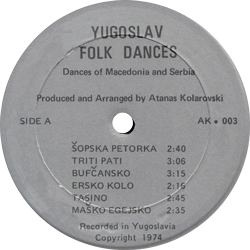 YUGOSLAV
FOLK DANCES
Dances of Macedonia and Serbia
Produced and Arranged by Atanas Kolarovski
SIDE A AK • 003
ŠOPSKA PETORKA 2:40
TRITI PATI 3:06
BUFČANSKO 3:15
ERSKO KOLO 2:15
TASINO 2:45
MAŠKO EGEJSKO 2:35
Recorded in Yugoslavia
Copyright 1974